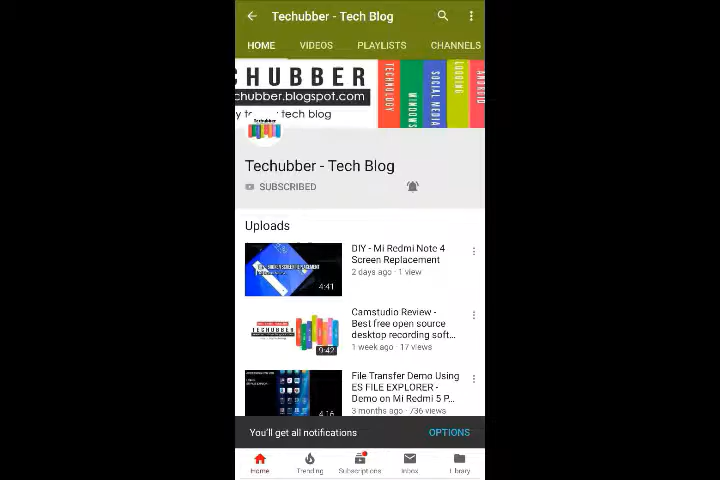 Techubber - Tech Blog
HOME VIDEOS PLAYLISTS CHANNELS
CHUBBER
chubber.blogspot.com
tech blog
TECHNOLOGY
WINDOWS
SOCIAL MEDIA
ANDROID
Techubber
Techubber - Tech Blog
SUBSCRIBED
Uploads
DIY - Mi Redmi Note 4
Screen Replacement
2 days ago · 1 view
4:41
Camstudio Review -
Best free open source
desktop recording soft...
1 week ago · 17 views
TECHUBBER
9:42
File Transfer Demo Using
ES FILE EXPLORER -
Demo on Mi Redmi 5 P...
3 months ago · 736 views
4:16
You'll get all notifications OPTIONS
Home Trending Subscriptions Inbox Library